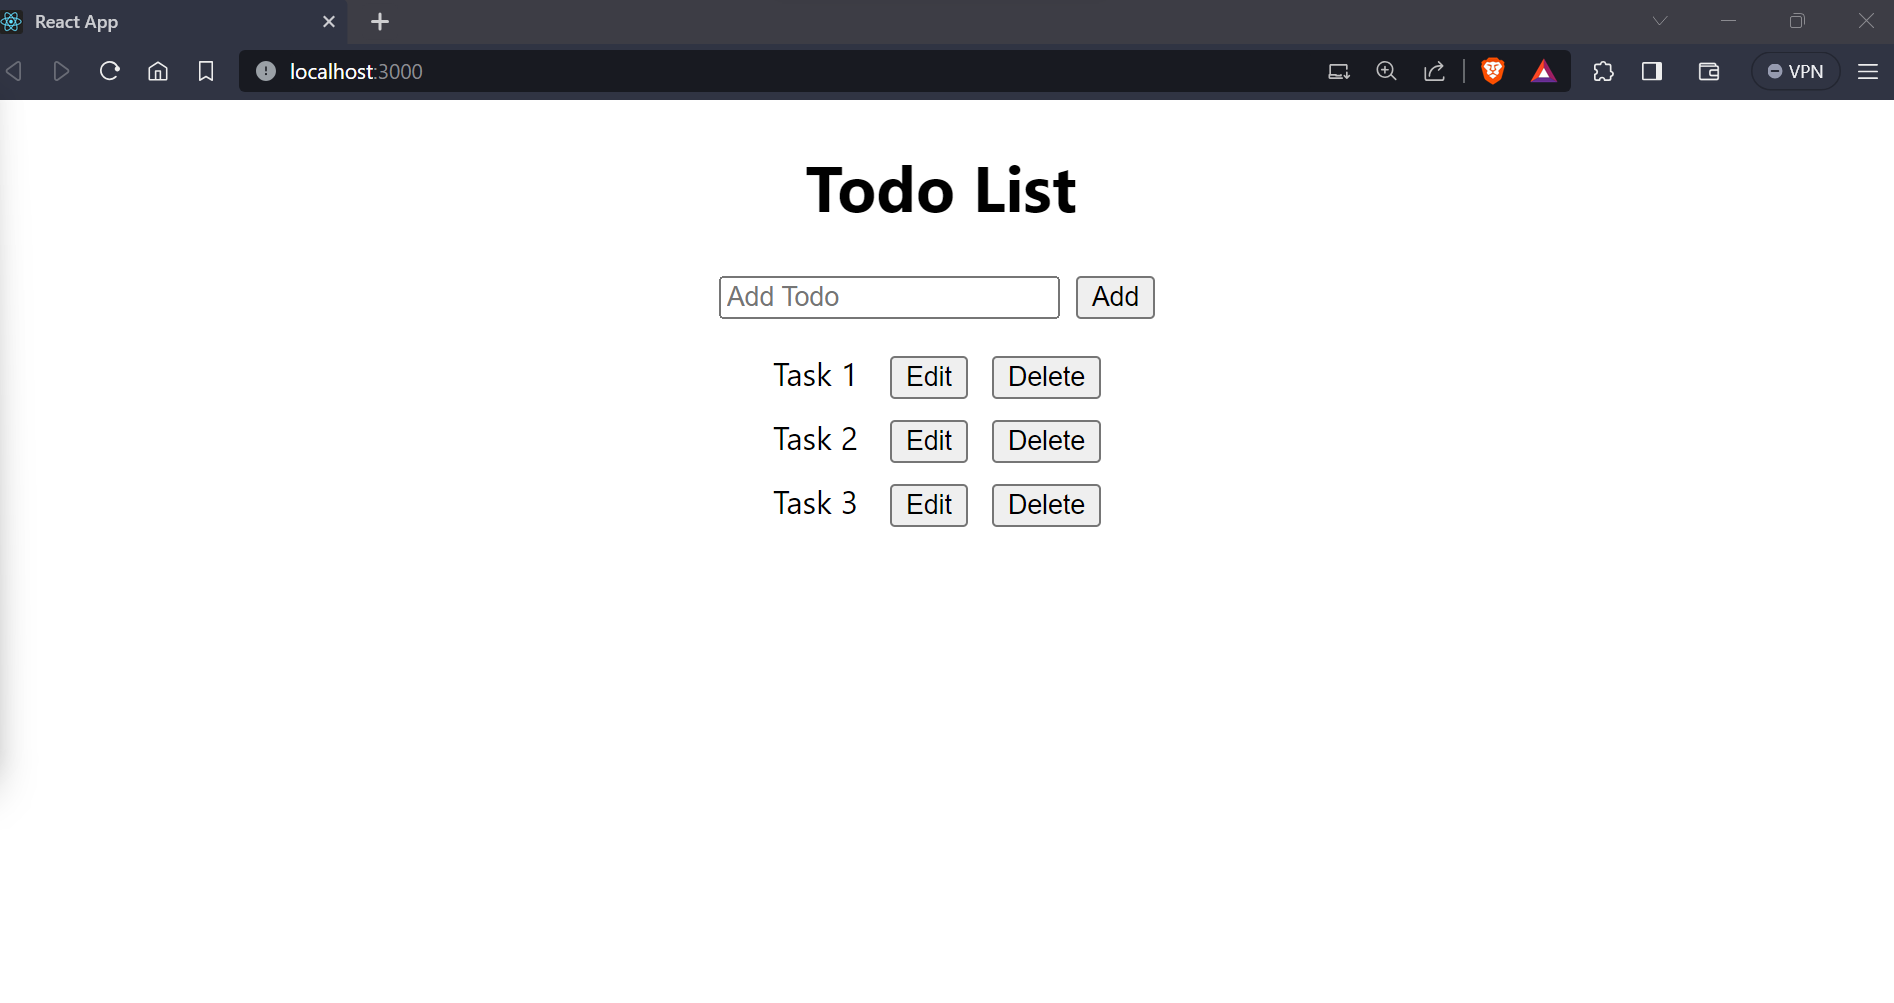 React App
localhost:3000
VPN
Todo List
Add Todo Add
Task 1 Edit Delete
Task 2 Edit Delete
Task 3 Edit Delete